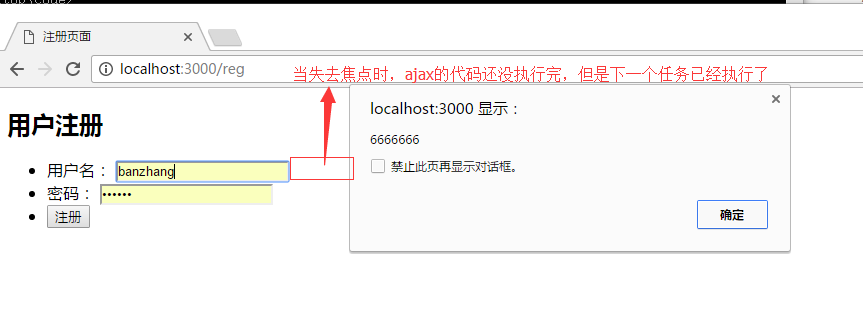 注册页面
localhost:3000/reg
当失去焦点时，ajax的代码还没执行完，但是下一个任务已经执行了
localhost:3000 显示：
6666666
禁止此页再显示对话框。
确定
用户注册
用户名： banzhang
密码： ••••••
注册